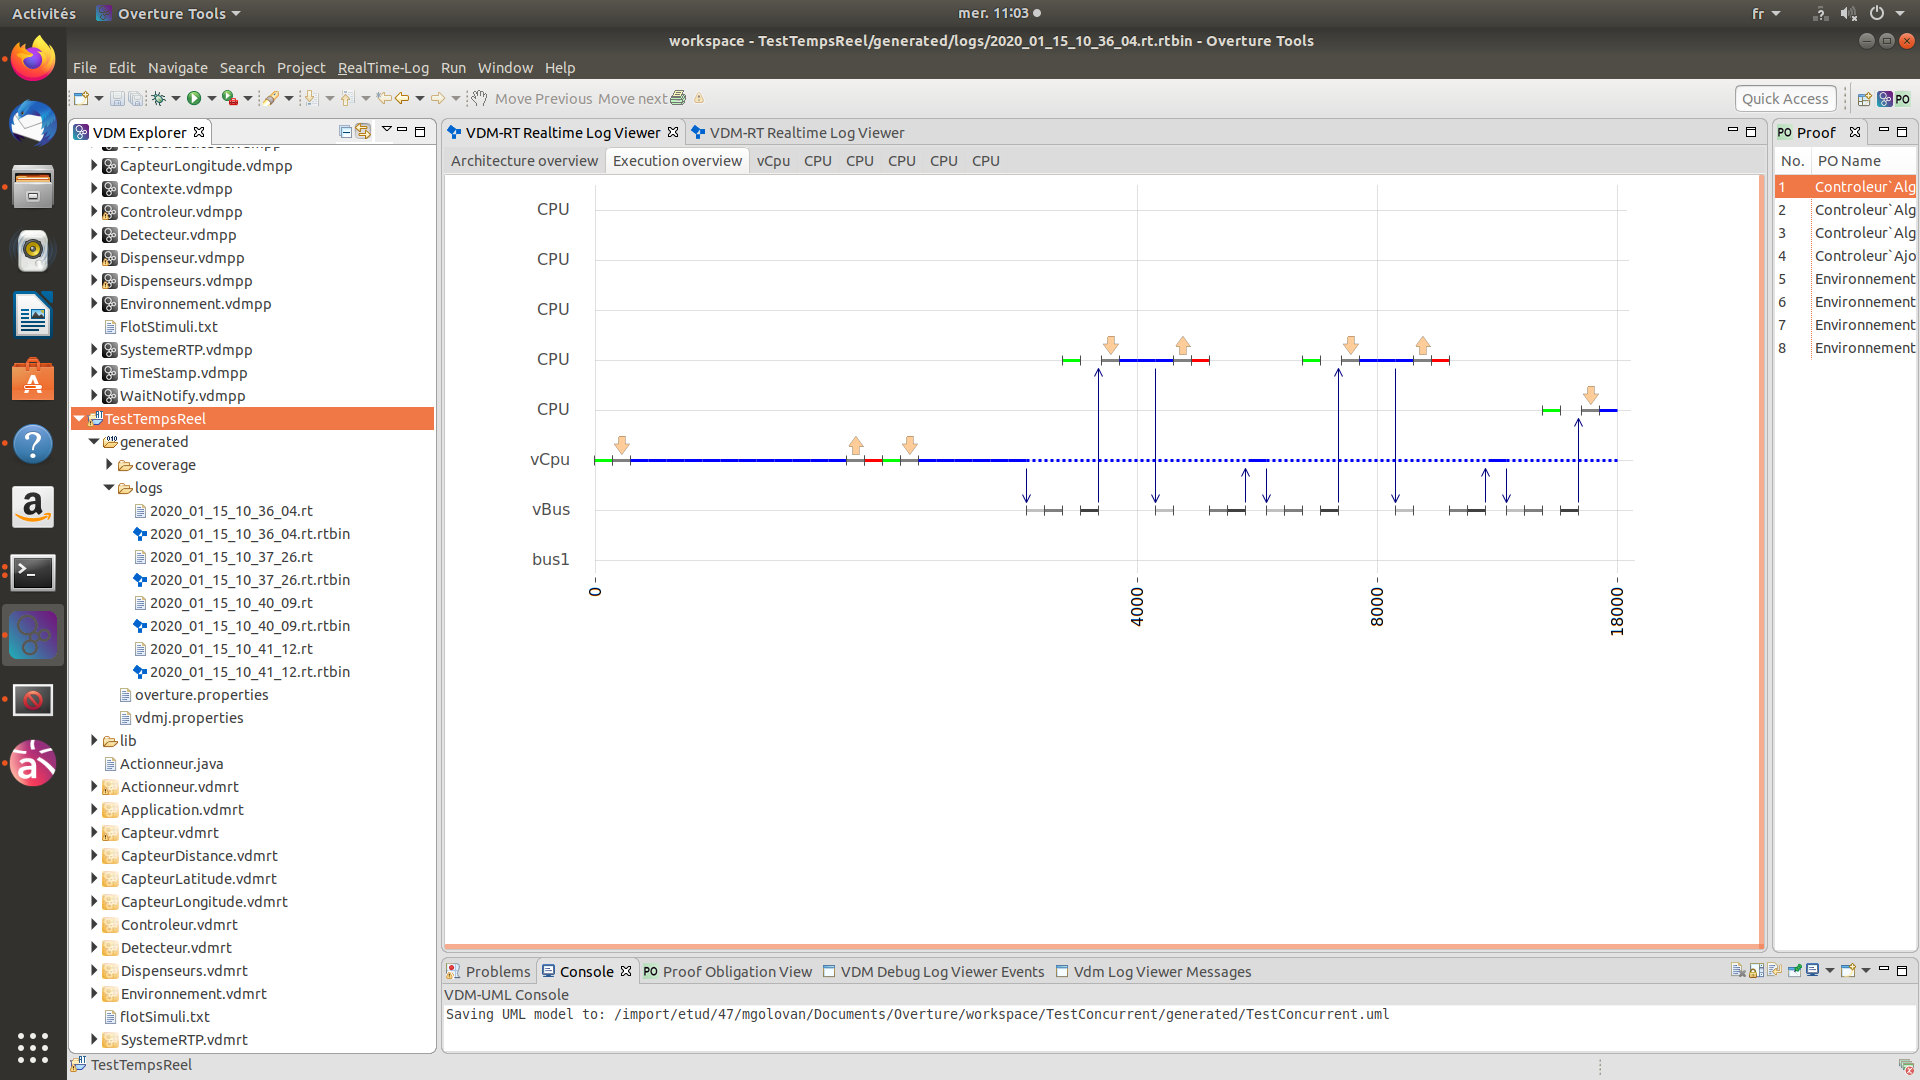 Activités
Overture Tools
mer. 11:03
fr
workspace - TestTempsReel/generated/logs/2020_01_15_10_36_04.rt.rtbin - Overture Tools
File Edit Navigate Search Project RealTime-Log Run Window Help
Move Previous Move next
Quick Access
PO
VDM Explorer
CapteurLongitude.vdmpp
Contexte.vdmpp
Controleur.vdmpp
Detecteur.vdmpp
Dispenseur.vdmpp
Dispenseurs.vdmpp
Environnement.vdmpp
FlotStimuli.txt
SystemeRTP.vdmpp
TimeStamp.vdmpp
WaitNotify.vdmpp
TestTempsReel
generated
coverage
logs
2020_01_15_10_36_04.rt
2020_01_15_10_36_04.rt.rtbin
2020_01_15_10_37_26.rt
2020_01_15_10_37_26.rt.rtbin
2020_01_15_10_40_09.rt
2020_01_15_10_40_09.rt.rtbin
2020_01_15_10_41_12.rt
2020_01_15_10_41_12.rt.rtbin
overture.properties
vdmj.properties
lib
Actionneur.java
Actionneur.vdmrt
Application.vdmrt
Capteur.vdmrt
CapteurDistance.vdmrt
CapteurLatitude.vdmrt
CapteurLongitude.vdmrt
Controleur.vdmrt
Detecteur.vdmrt
Dispenseurs.vdmrt
Environnement.vdmrt
flotSimuli.txt
SystemeRTP.vdmrt
VDM-RT Realtime Log Viewer
VDM-RT Realtime Log Viewer
Architecture overview Execution overview vCpu CPU CPU CPU CPU CPU
CPU
CPU
CPU
CPU
CPU
vCpu
vBus
bus1
0
4000
8000
18000
PO Proof
No. PO Name
1 Controleur`Alg
2 Controleur`Alg
3 Controleur`Alg
4 Controleur`Ajo
5 Environnement
6 Environnement
7 Environnement
8 Environnement
Problems Console PO Proof Obligation View VDM Debug Log Viewer Events Vdm Log Viewer Messages
VDM-UML Console
Saving UML model to: /import/etud/47/mgolovan/Documents/Overture/workspace/TestConcurrent/generated/TestConcurrent.uml
TestTempsReel